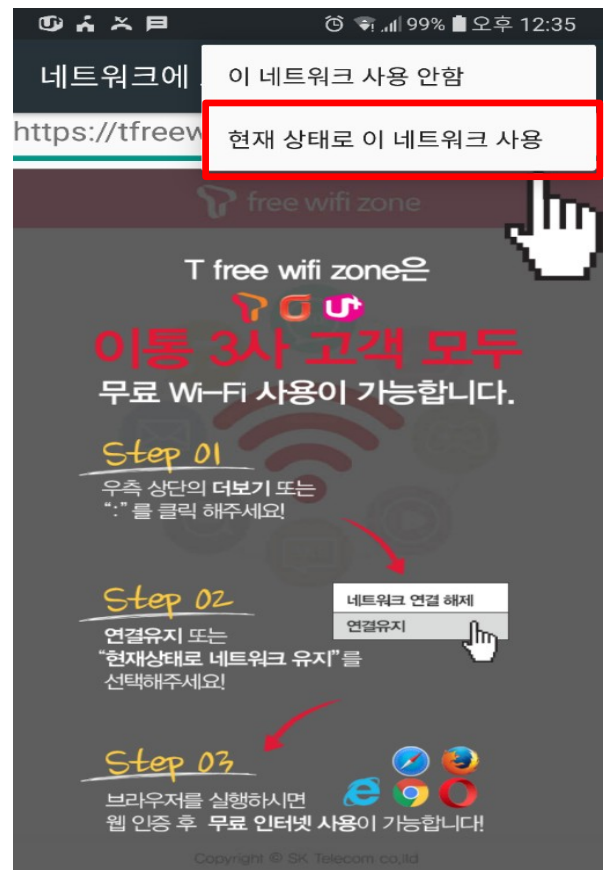 99% 오후 12:35
네트워크에
이 네트워크 사용 안함
https://tfreew
현재 상태로 이 네트워크 사용
T free wifi zone
T free wifi zone은
U+
이통 3사 고객 모두
무료 Wi-Fi 사용이 가능합니다.
Step 01
우측 상단의 더보기 또는
“:” 를 클릭 해주세요!
Step 02
네트워크 연결 해제
연결유지
연결유지 또는
“현재상태로 네트워크 유지”를
선택해주세요!
Step 03
브라우저를 실행하시면
웹 인증 후 무료 인터넷 사용이 가능합니다!
Copyright © SK Telecom co,ltd